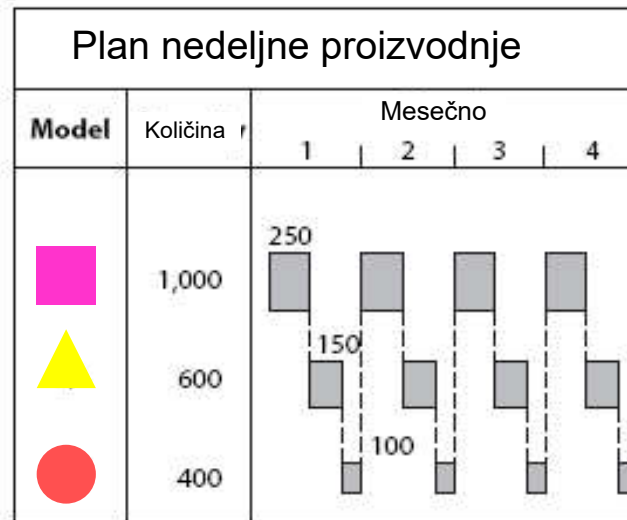 Plan nedeljne proizvodnje
Model
Količina
Mesečno
1 | 2 | 3 | 4
250
1,000
150
600
100
400